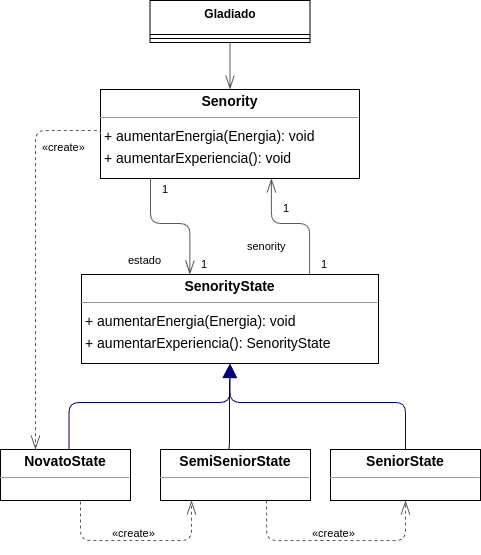 Gladiado
Senority
+ aumentarEnergia(Energia): void
+ aumentarExperiencia(): void
«create»
1
1
estado
1
senority
1
SenorityState
+ aumentarEnergia(Energia): void
+ aumentarExperiencia(): SenorityState
NovatoState
SemiSeniorState
SeniorState
«create»
«create»